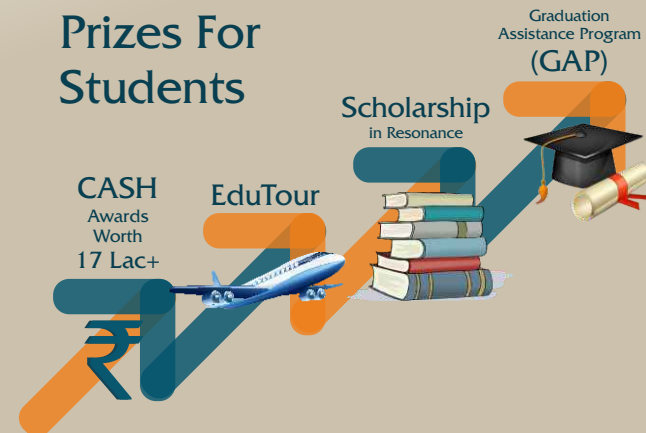 Prizes For
Students
CASH
Awards
Worth
17 Lac+
EduTour
Scholarship
in Resonance
Graduation
Assistance Program
(GAP)
₹